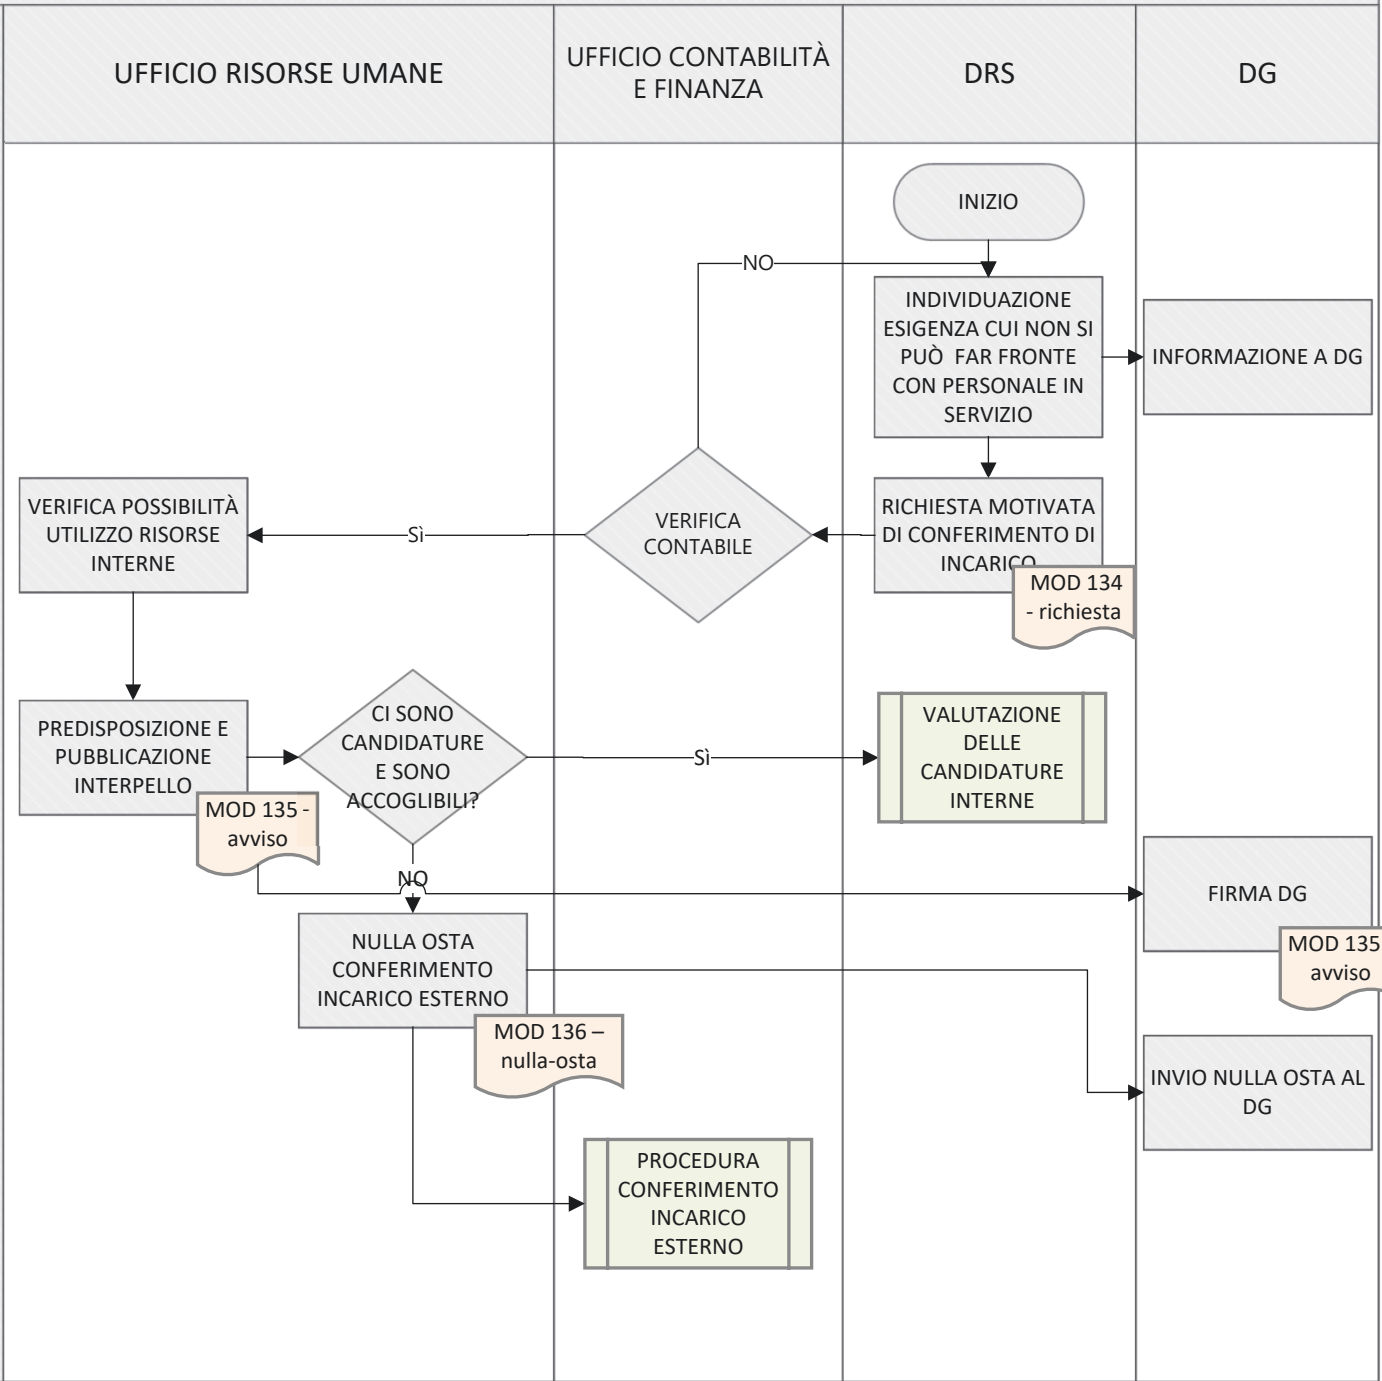 UFFICIO RISORSE UMANE
UFFICIO CONTABILITÀ
E FINANZA
DRS
DG
INIZIO
NO
INDIVIDUAZIONE
ESIGENZA CUI NON SI
PUÒ FAR FRONTE
CON PERSONALE IN
SERVIZIO
INFORMAZIONE A DG
VERIFICA POSSIBILITÀ
UTILIZZO RISORSE
INTERNE
Sì
VERIFICA
CONTABILE
RICHIESTA MOTIVATA
DI CONFERIMENTO DI
INCARICO
MOD 134
- richiesta
PREDISPOSIZIONE E
PUBBLICAZIONE
INTERPELLO
MOD 135 -
avviso
CI SONO
CANDIDATURE
E SONO
ACCOGLIBILI?
Sì
VALUTAZIONE
DELLE
CANDIDATURE
INTERNE
NO
FIRMA DG
MOD 135
avviso
NULLA OSTA
CONFERIMENTO
INCARICO ESTERNO
MOD 136 –
nulla-osta
INVIO NULLA OSTA AL
DG
PROCEDURA
CONFERIMENTO
INCARICO
ESTERNO